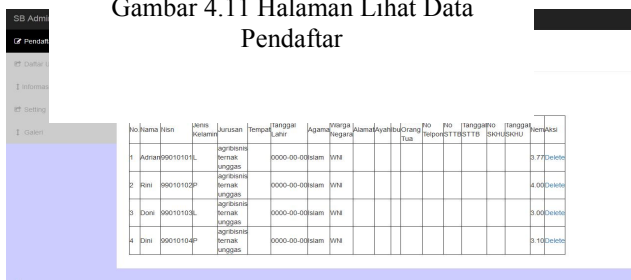 Gambar 4.11 Halaman Lihat Data
Pendaftar
SB Admi
Pendaft
Daftar U
Informas
Setting
Galeri
No Nama Nisn Jenis Kelamin Jurusan Tempat Tanggal Lahir Agama Warga Negara Alamat Ayah Ibu Orang Tua No Telpon No STTB Tanggal STTB No SKHU Tanggal SKHU Nem Aksi
1 Adrian 99010101 L agribisnis ternak unggas 0000-00-00 Islam WNI 3.77 Delete
2 Rini 99010102 P agribisnis ternak unggas 0000-00-00 Islam WNI 4.00 Delete
3 Doni 99010103 L agribisnis ternak unggas 0000-00-00 Islam WNI 3.00 Delete
4 Dini 99010104 P agribisnis ternak unggas 0000-00-00 Islam WNI 3.10 Delete